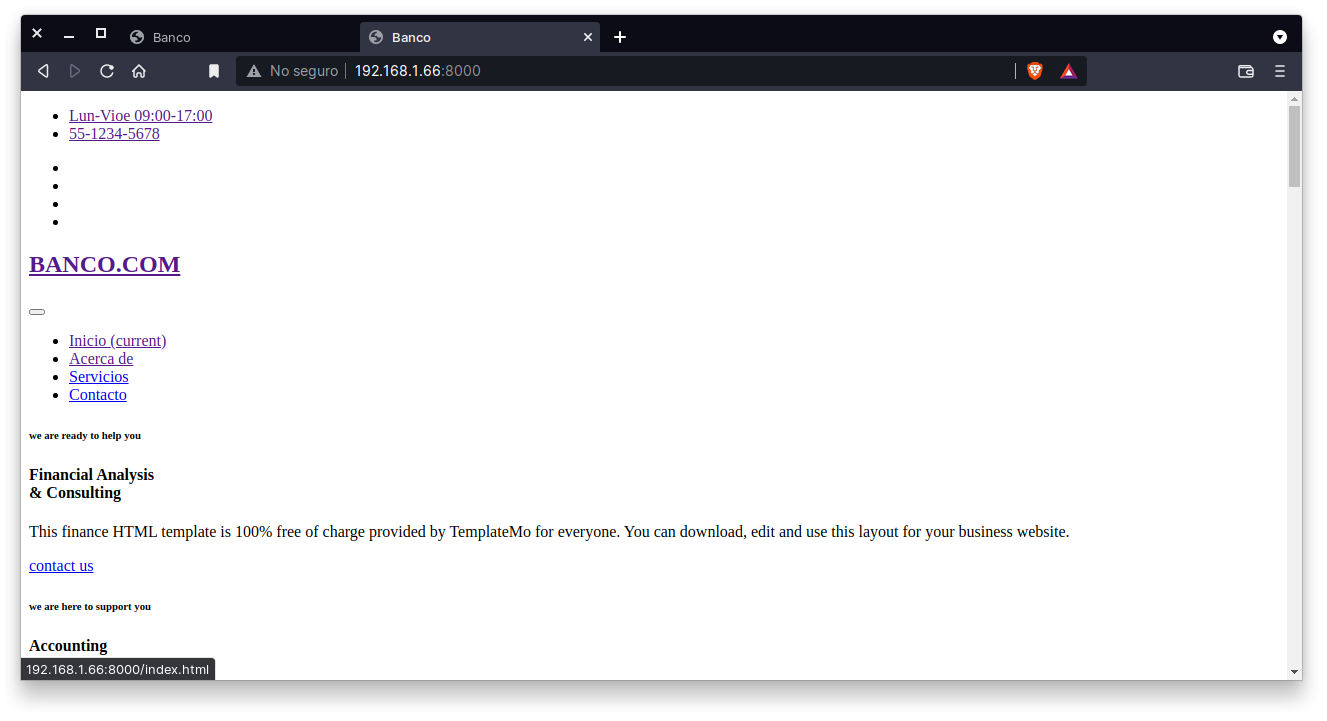 Banco
Banco
No seguro
192.168.1.66:8000
Lun-Vioe 09:00-17:00
55-1234-5678
BANCO.COM
Inicio (current)
Acerca de
Servicios
Contacto
we are ready to help you
Financial Analysis
& Consulting
This finance HTML template is 100% free of charge provided by TemplateMo for everyone. You can download, edit and use this layout for your business website.
contact us
we are here to support you
Accounting
192.168.1.66:8000/index.html